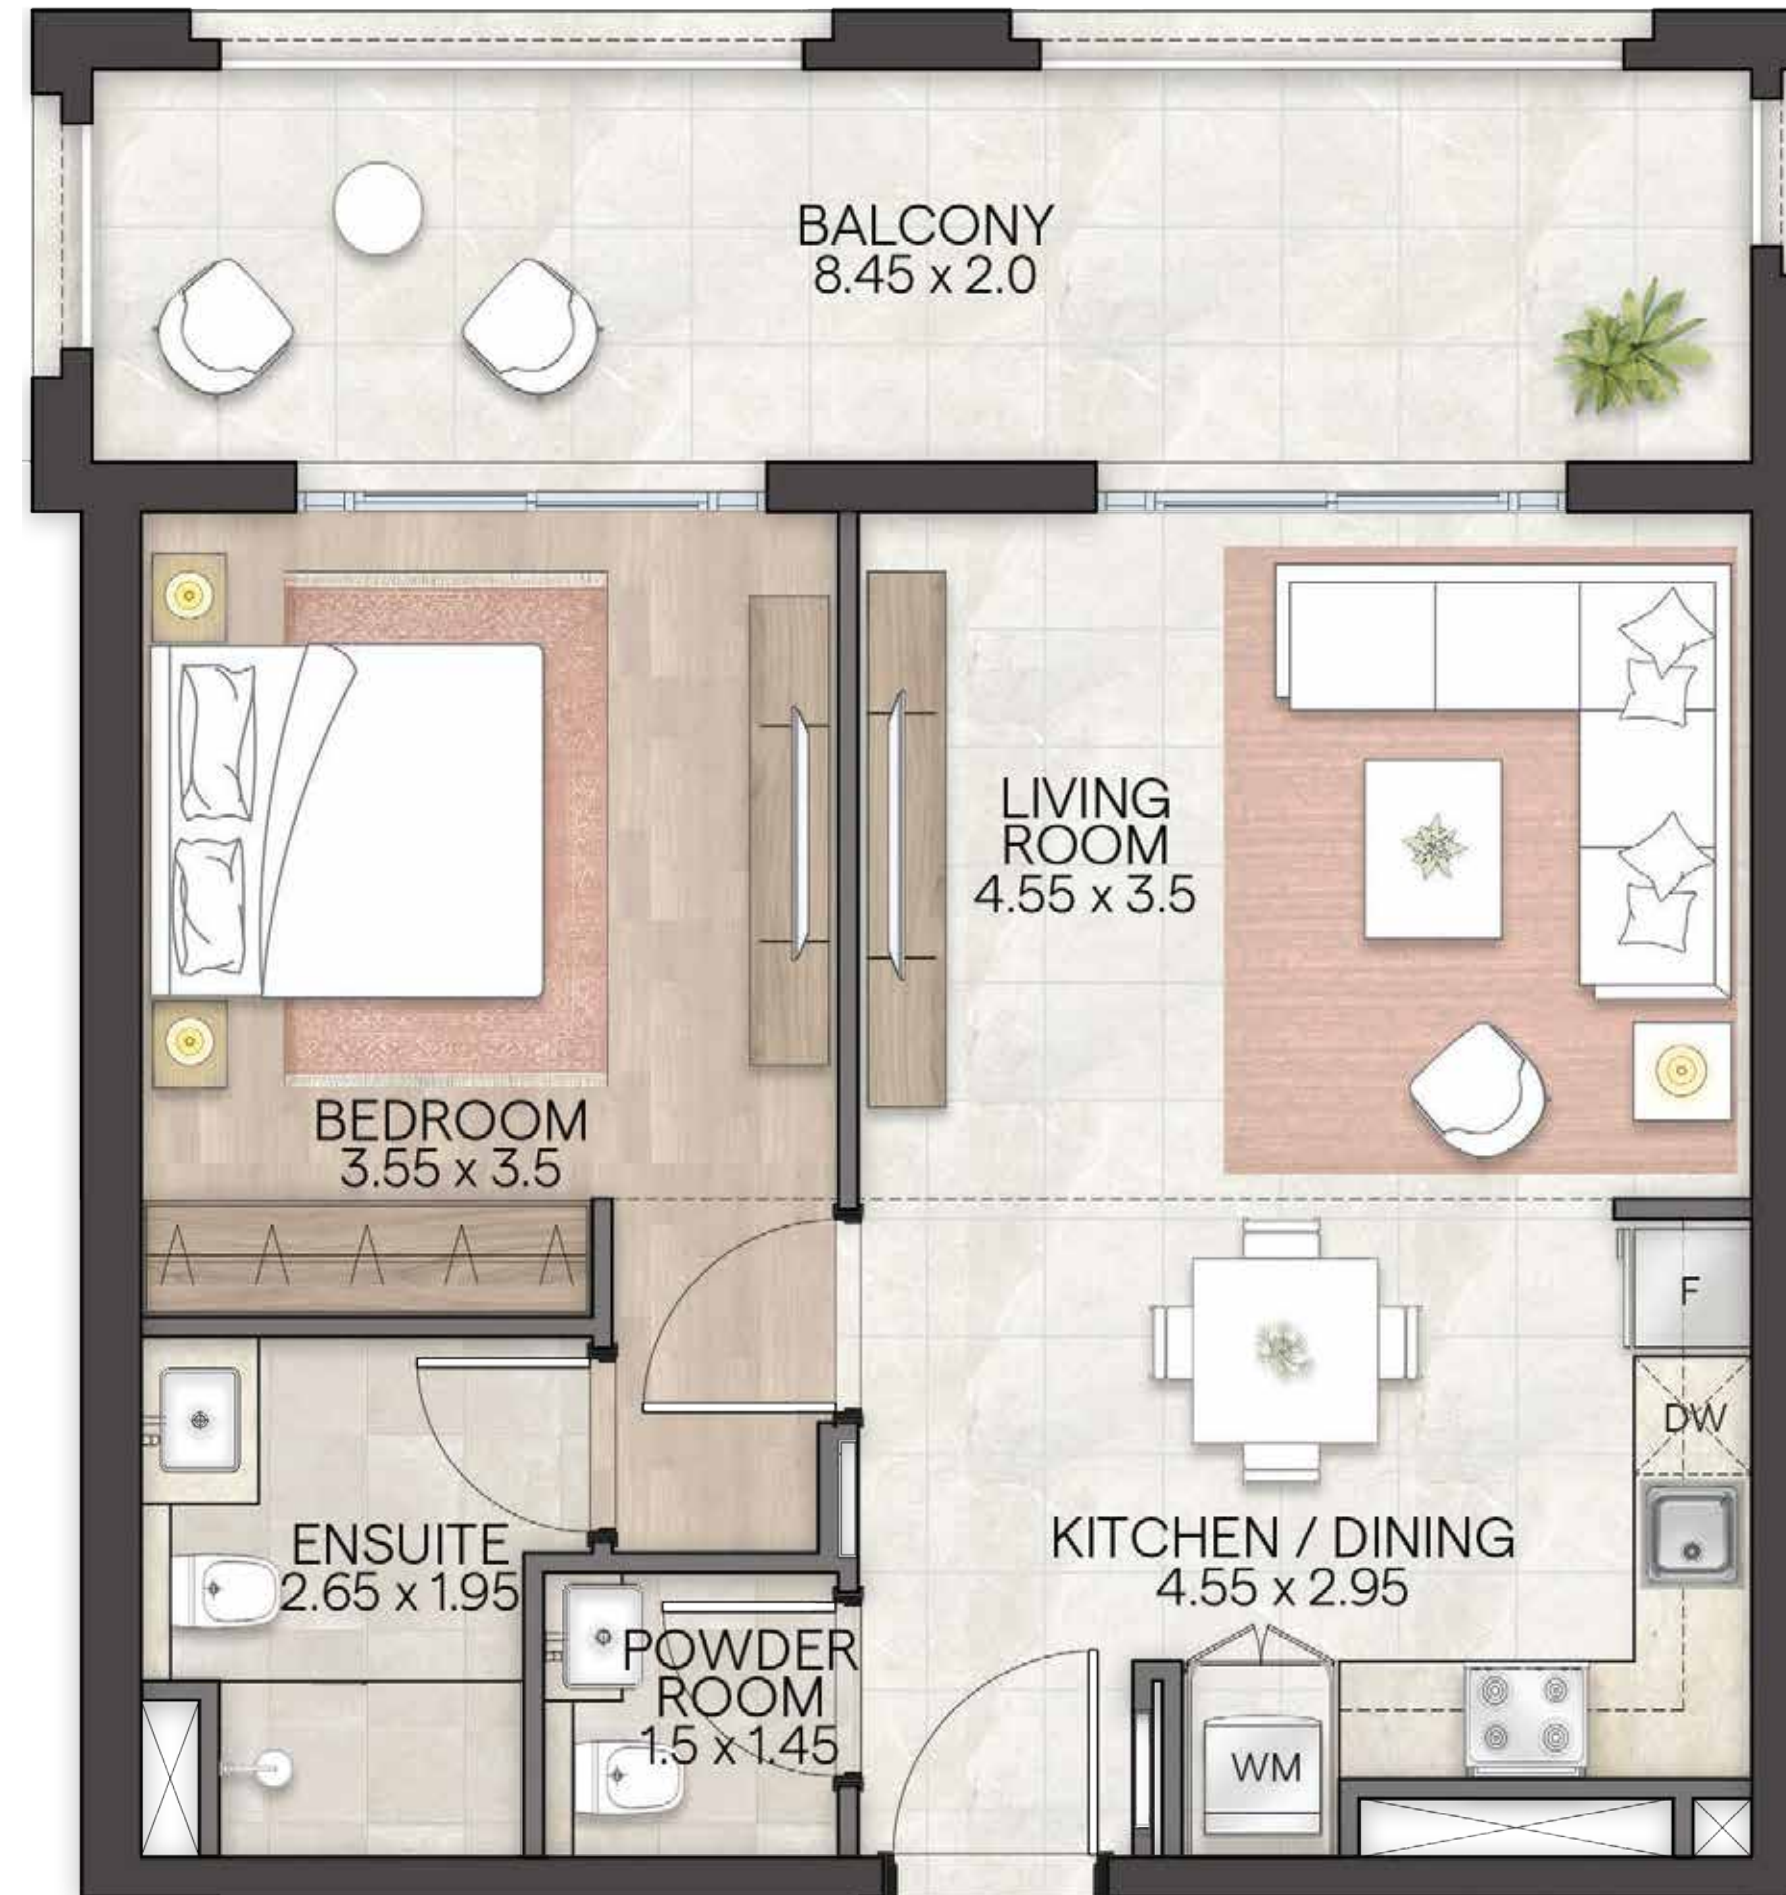 BALCONY
8.45 x 2.0
LIVING
ROOM
4.55 x 3.5
BEDROOM
3.55 x 3.5
F
DW
ENSUITE
2.65 x 1.95
KITCHEN / DINING
4.55 x 2.95
POWDER
ROOM
1.5 x 1.45
WM